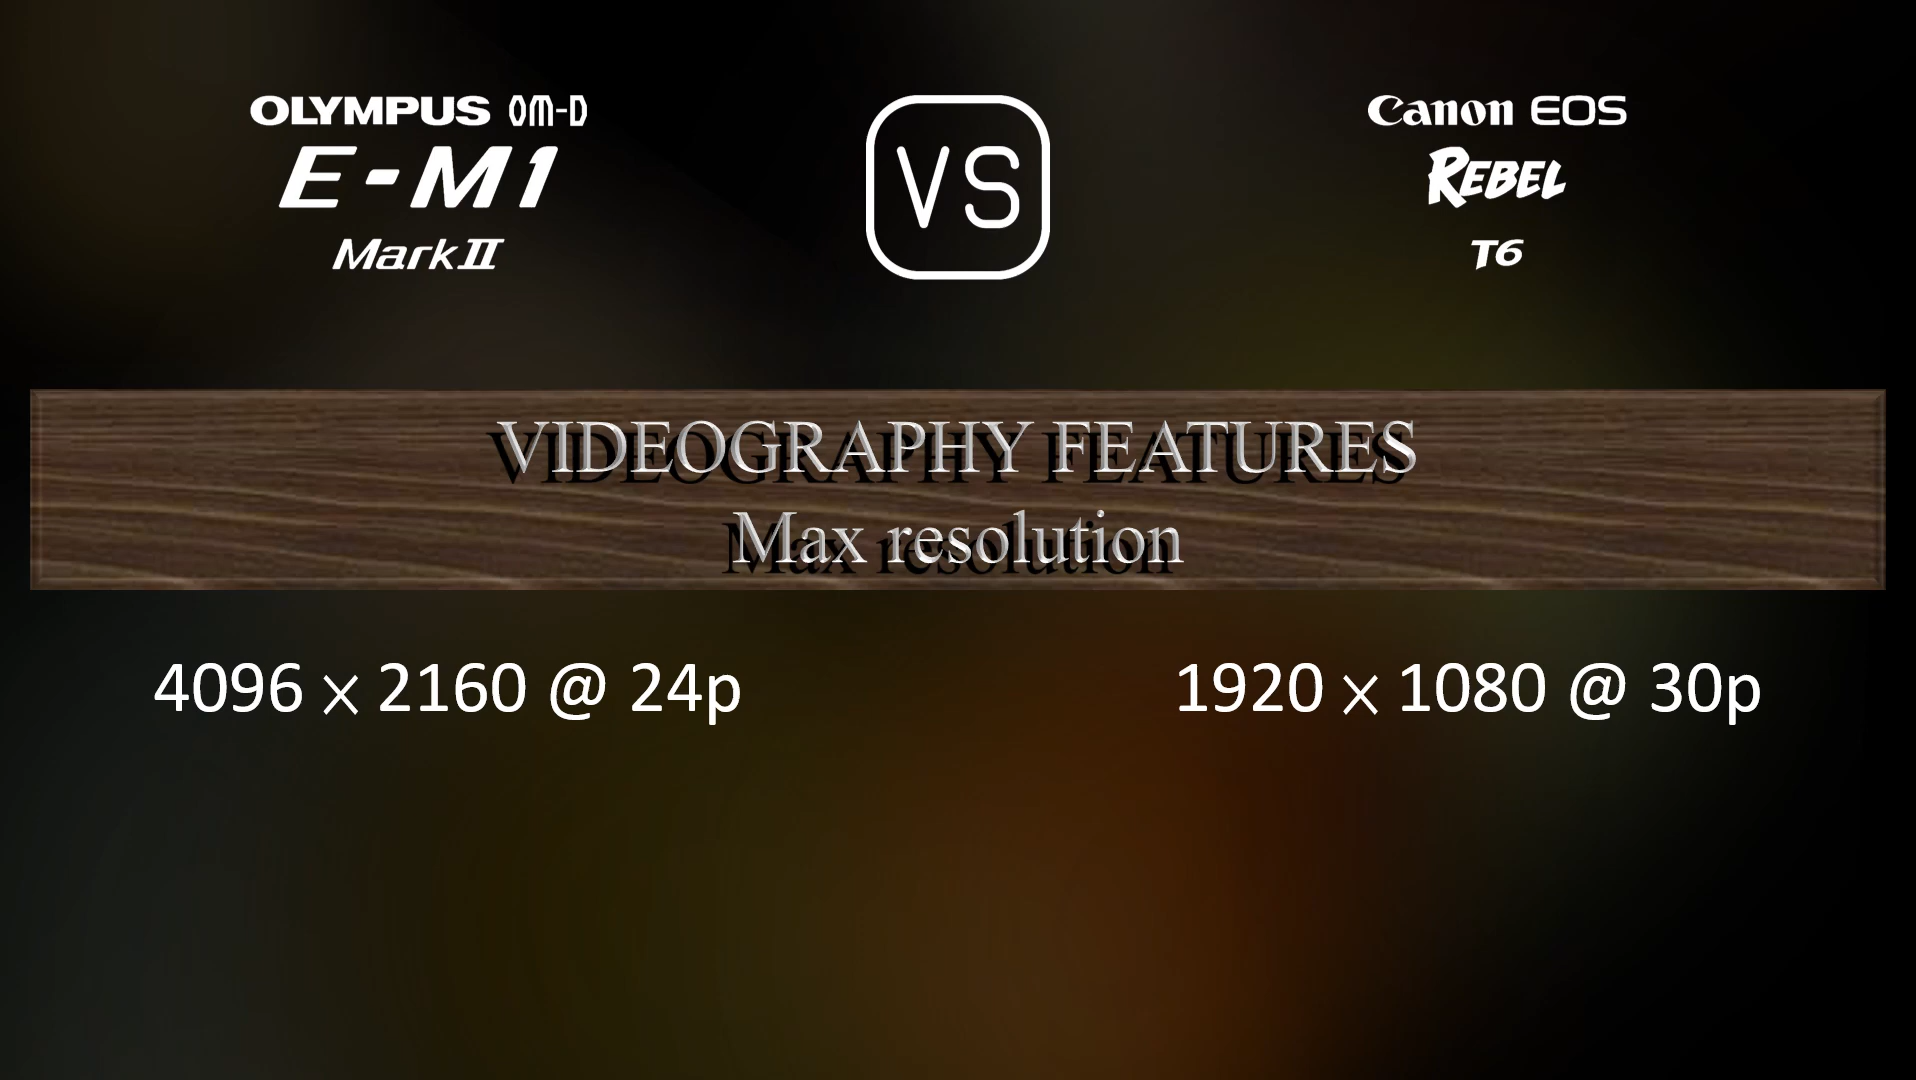 OLYMPUS OM-D
E-M1
Mark II
VS
Canon EOS
REBEL
T6
VIDEOGRAPHY FEATURES
Max resolution
4096 x 2160 @ 24p
1920 x 1080 @ 30p